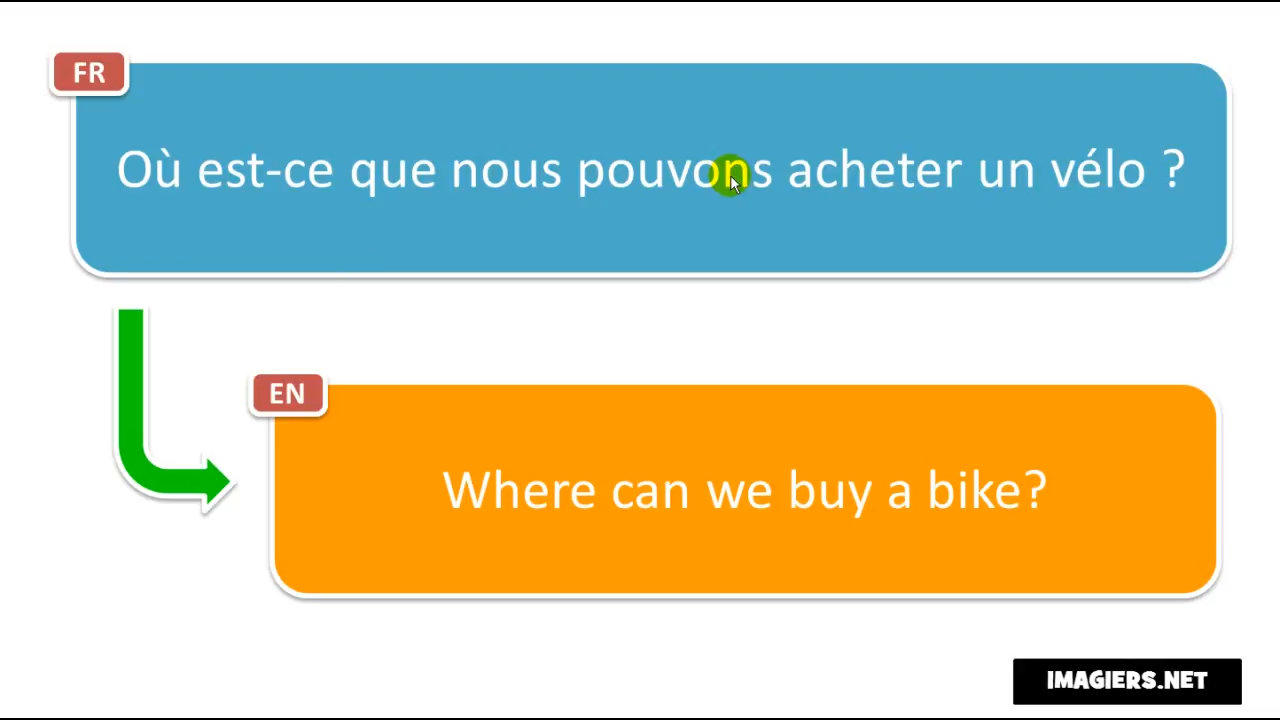 FR
Où est-ce que nous pouvons acheter un vélo ?
EN
Where can we buy a bike?
IMAGIERS.NET